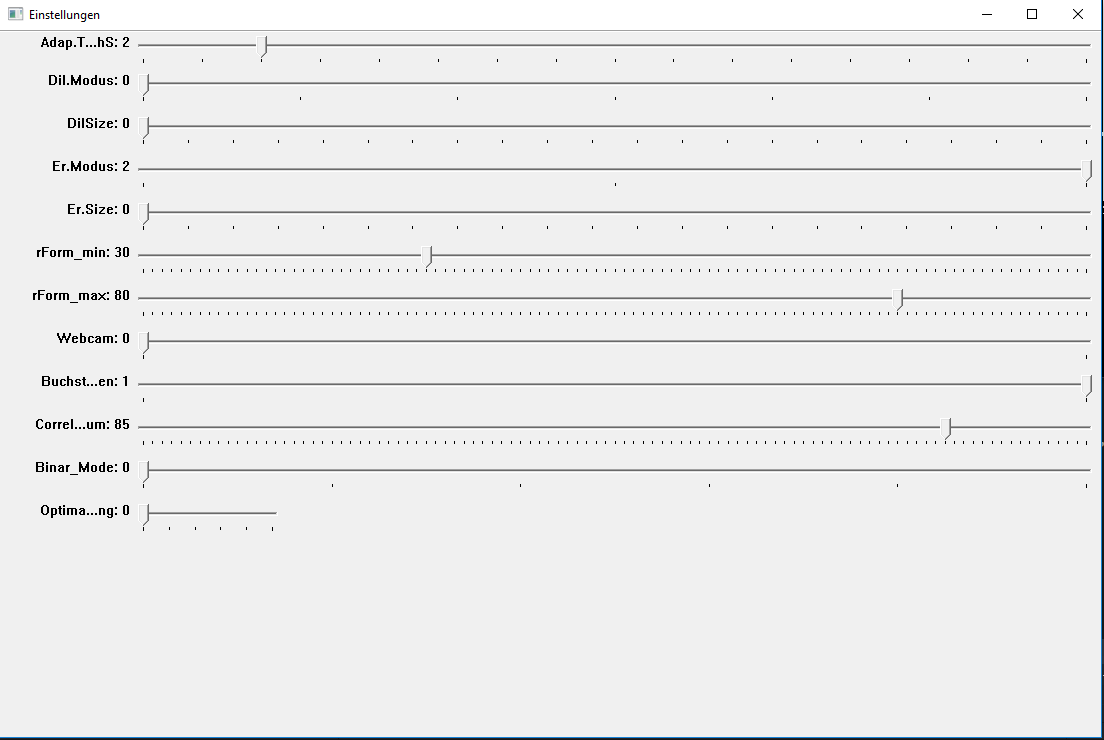 Einstellungen
Adap.T...hS: 2
Dil.Modus: 0
DilSize: 0
Er.Modus: 2
Er.Size: 0
rForm_min: 30
rForm_max: 80
Webcam: 0
Buchst...en: 1
Correl...um: 85
Binar_Mode: 0
Optima...ng: 0